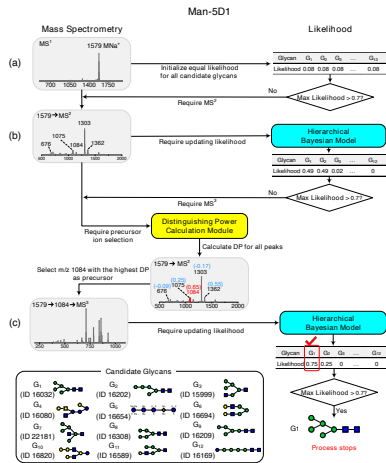 Man-5D1
Mass Spectrometry
Likelihood
(a)
MS¹
1579 MNa⁺
700 1000 1400 1700
Initialize equal likelihood
for all candidate glycans
Glycan G₁ G₂ G₃ ... G₁₂
Likelihood 0.08 0.08 0.08 ... 0.08
No
Max Likelihood > 0.7?
Require MS²
(b)
1579→MS²
1303
1075
676
1084
1362
500 1000 1500 2000
Require updating likelihood
Hierarchical
Bayesian Model
Glycan G₁ G₂ G₃ ... G₁₂
Likelihood 0.49 0.49 0.02 ... 0
No
Max Likelihood > 0.7?
Require MS³
Require precursor
ion selection
Distinguishing Power
Calculation Module
Calculate DP for all peaks
Select m/z 1084 with the highest DP
as precursor
1579→MS²
(-0.17)
1303
(0.25)
(-0.09)
1075
(0.65)
(0.55)
676
1084
1362
500 1000 1500 2000
(c)
1579→1084→MS³
250 500 750 1000
Require updating likelihood
Hierarchical
Bayesian Model
Glycan G₁ G₂ G₃ ... G₁₂
Likelihood 0.75 0.25 0 ... 0
Max Likelihood > 0.7?
Yes
G1
Process stops
Candidate Glycans
G₁
(ID 16032)
G₂
(ID 16202)
G₃
(ID 15999)
G₄
(ID 16080)
G₅
(ID 16654)
G₆
(ID 16694)
G₇
(ID 22181)
G₈
(ID 16308)
G₉
(ID 16209)
G₁₀
(ID 16820)
G₁₁
(ID 16589)
G₁₂
(ID 16169)